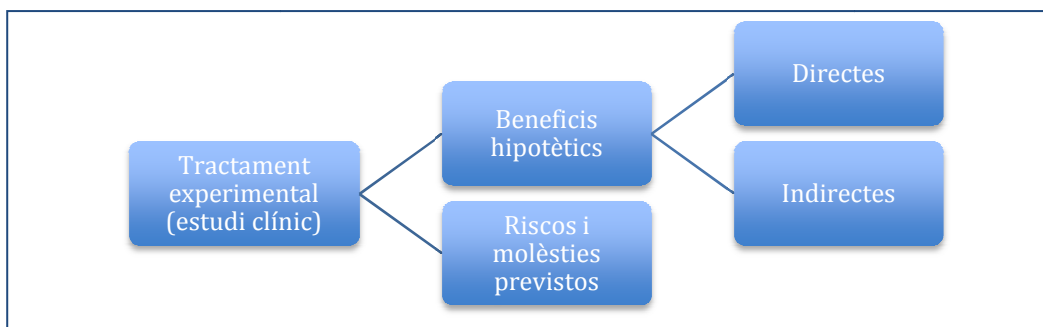 Tractament
experimental
(estudi clínic)
Beneficis
hipotètics
Riscos i
molèsties
previstos
Directes
Indirectes